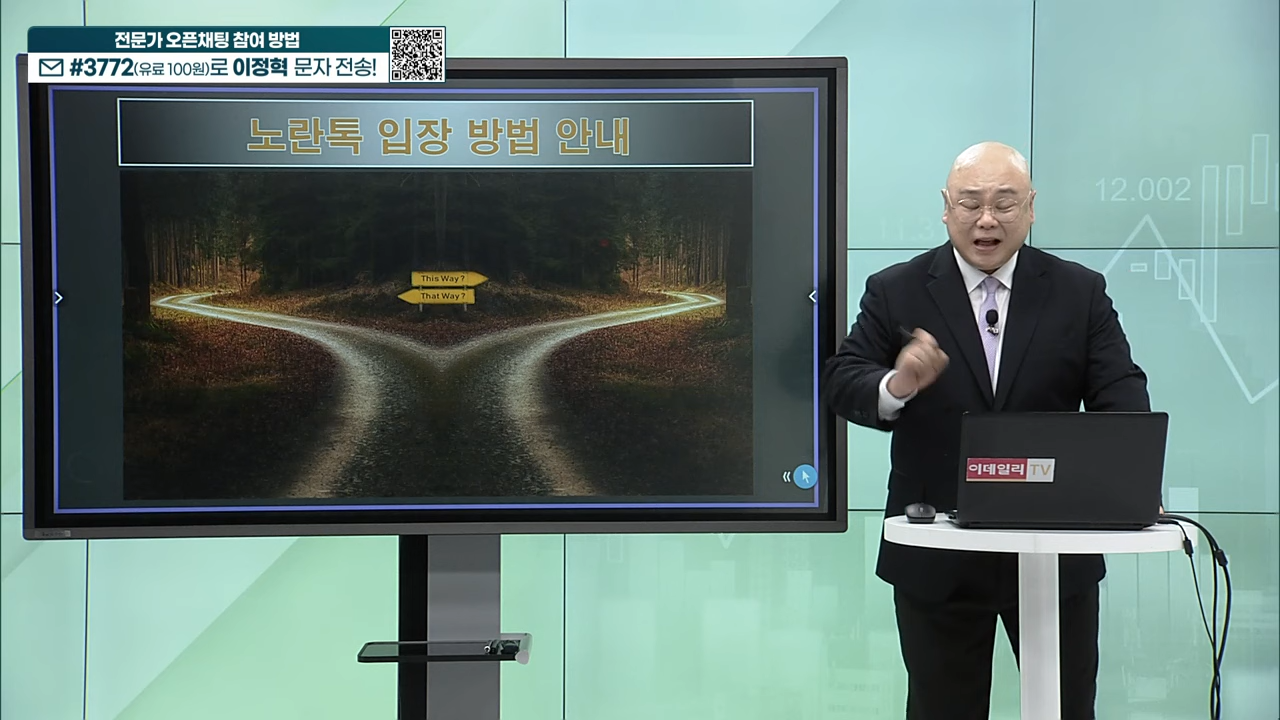 전문가 오픈채팅 참여 방법
#3772(유료 100원)로 이정혁 문자 전송!
노란톡 입장 방법 안내
12.002
This Way ?
That Way ?
이데일리 TV